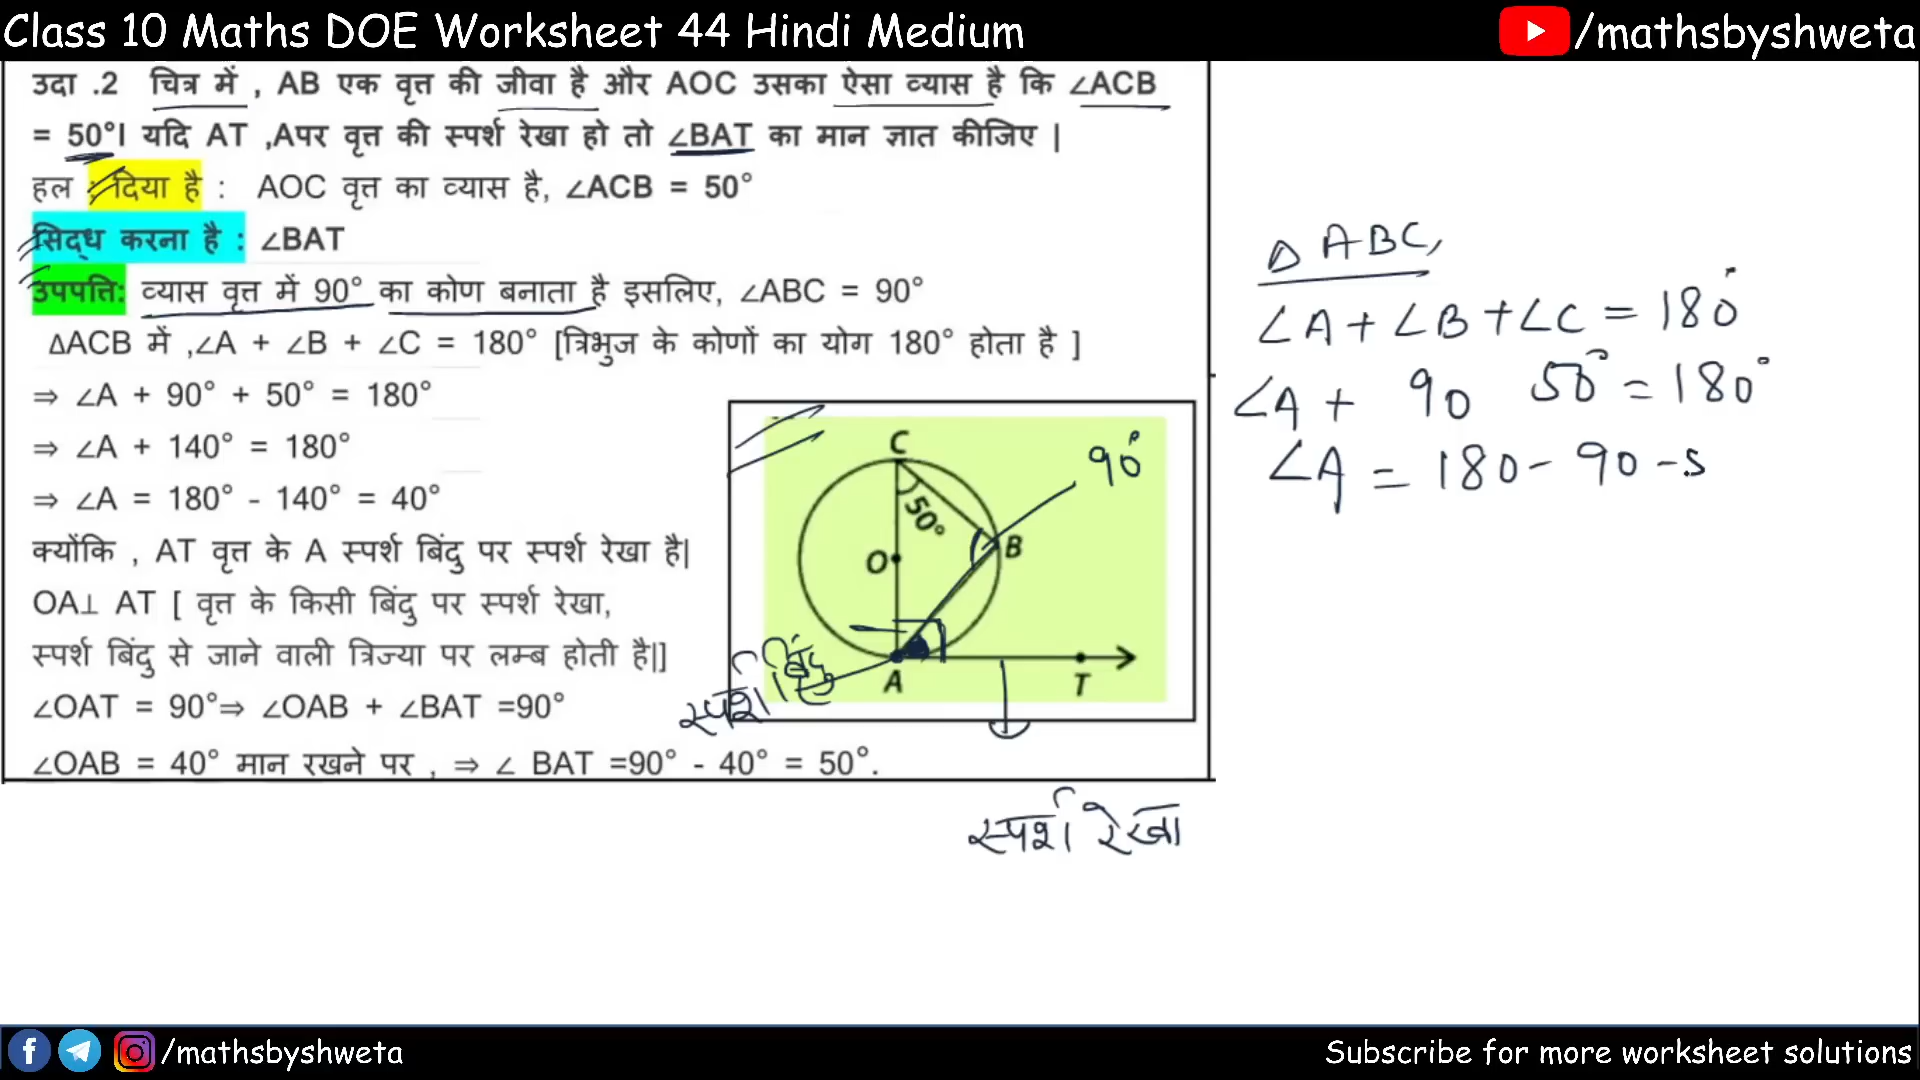 Class 10 Maths DOE Worksheet 44 Hindi Medium
/mathsbyshweta
उदा .2 चित्र में , AB एक वृत्त की जीवा है और AOC उसका ऐसा व्यास है कि ∠ACB
= 50°। यदि AT ,Aपर वृत्त की स्पर्श रेखा हो तो ∠BAT का मान ज्ञात कीजिए |
हल : दिया है : AOC वृत्त का व्यास है, ∠ACB = 50°
सिद्ध करना है : ∠BAT
उपपत्ति: व्यास वृत्त में 90° का कोण बनाता है इसलिए, ∠ABC = 90°
ΔACB में ,∠A + ∠B + ∠C = 180° [त्रिभुज के कोणों का योग 180° होता है ]
⇒ ∠A + 90° + 50° = 180°
⇒ ∠A + 140° = 180°
⇒ ∠A = 180° - 140° = 40°
क्योंकि , AT वृत्त के A स्पर्श बिंदु पर स्पर्श रेखा है|
OA⊥ AT [ वृत्त के किसी बिंदु पर स्पर्श रेखा,
स्पर्श बिंदु से जाने वाली त्रिज्या पर लम्ब होती है|]
∠OAT = 90°⇒ ∠OAB + ∠BAT =90°
∠OAB = 40° मान रखने पर , ⇒ ∠ BAT =90° - 40° = 50°.
C
90°
50°
O
B
A
T
स्पर्श बिंदु
स्पर्श रेखा
Δ ABC,
∠A + ∠B + ∠C = 180°
∠A + 90 50° = 180°
∠A = 180 - 90 - 5
/mathsbyshweta
Subscribe for more worksheet solutions